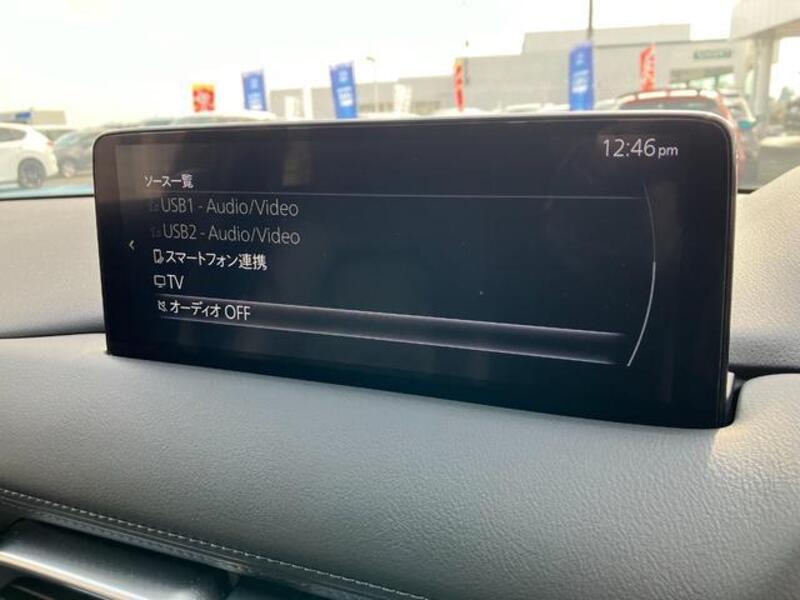 12:46pm
ソース一覧
USB1 - Audio/Video
USB2 - Audio/Video
スマートフォン連携
TV
オーディオ OFF